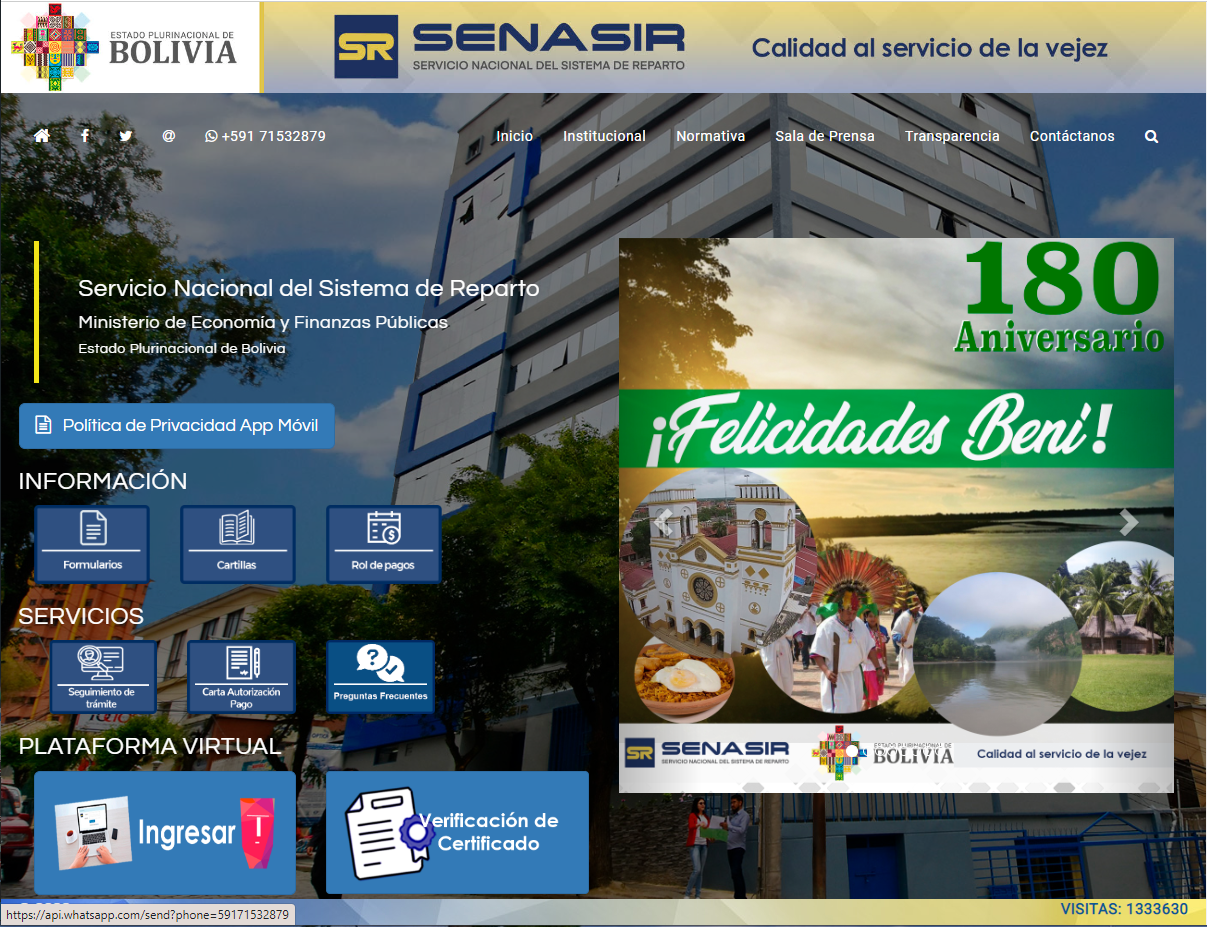 ESTADO PLURINACIONAL DE
BOLIVIA
SR
SENASIR
SERVICIO NACIONAL DEL SISTEMA DE REPARTO
Calidad al servicio de la vejez
+591 71532879
Inicio
Institucional
Normativa
Sala de Prensa
Transparencia
Contáctanos
Servicio Nacional del Sistema de Reparto
Ministerio de Economía y Finanzas Públicas
Estado Plurinacional de Bolivia
Política de Privacidad App Móvil
INFORMACIÓN
Formularios
Cartillas
Rol de pagos
SERVICIOS
Seguimiento de
trámite
Carta Autorización
Pago
Preguntas Frecuentes
PLATAFORMA VIRTUAL
Ingresar
Verificación de
Certificado
180
Aniversario
¡Felicidades Beni!
SR
SENASIR
SERVICIO NACIONAL DEL SISTEMA DE REPARTO
ESTADO PLURINACIONAL DE
BOLIVIA
Calidad al servicio de la vejez
https://api.whatsapp.com/send?phone=59171532879
VISITAS: 1333630